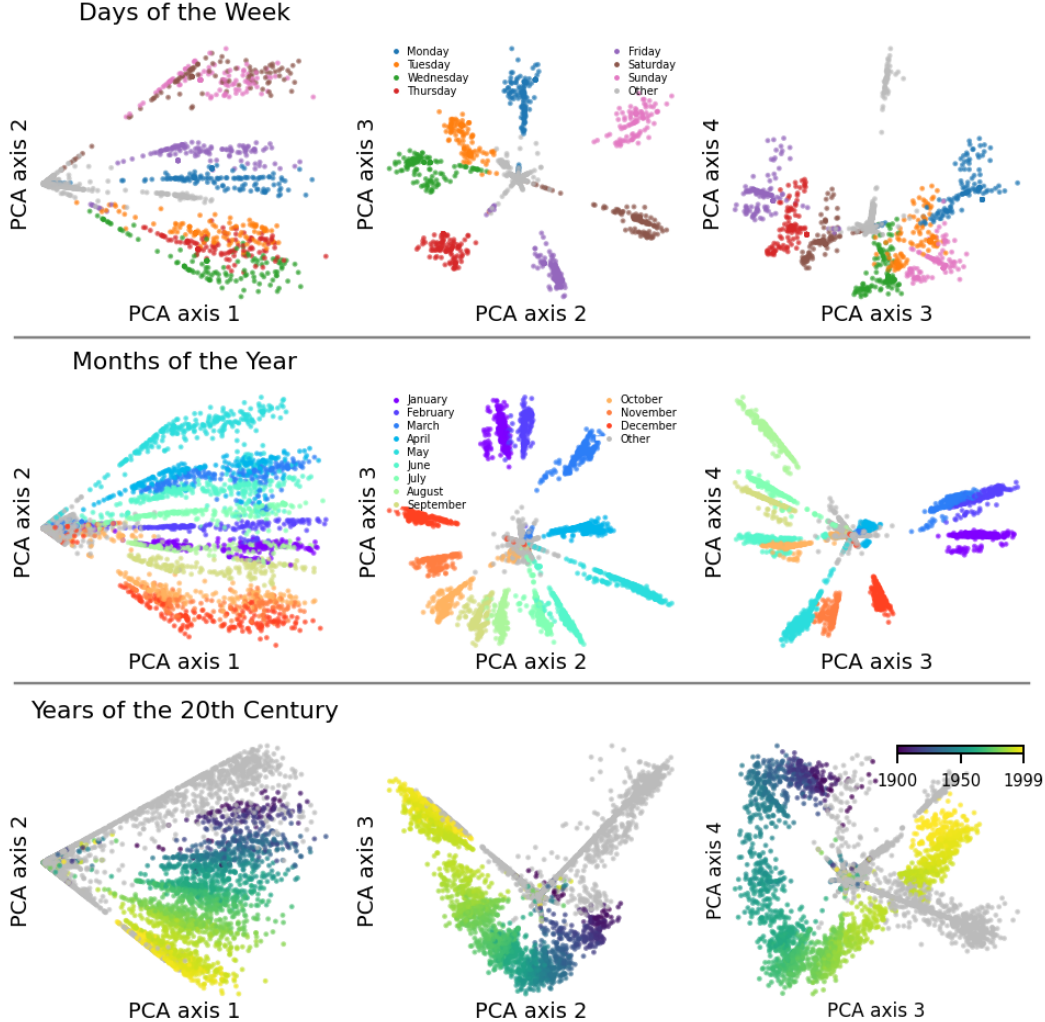 Days of the Week
PCA axis 2
PCA axis 1
PCA axis 3
PCA axis 2
Monday
Tuesday
Wednesday
Thursday
Friday
Saturday
Sunday
Other
PCA axis 4
PCA axis 3
Months of the Year
PCA axis 2
PCA axis 1
PCA axis 3
PCA axis 2
January
February
March
April
May
June
July
August
September
October
November
December
Other
PCA axis 4
PCA axis 3
Years of the 20th Century
PCA axis 2
PCA axis 1
PCA axis 3
PCA axis 2
PCA axis 4
PCA axis 3
1900 1950 1999